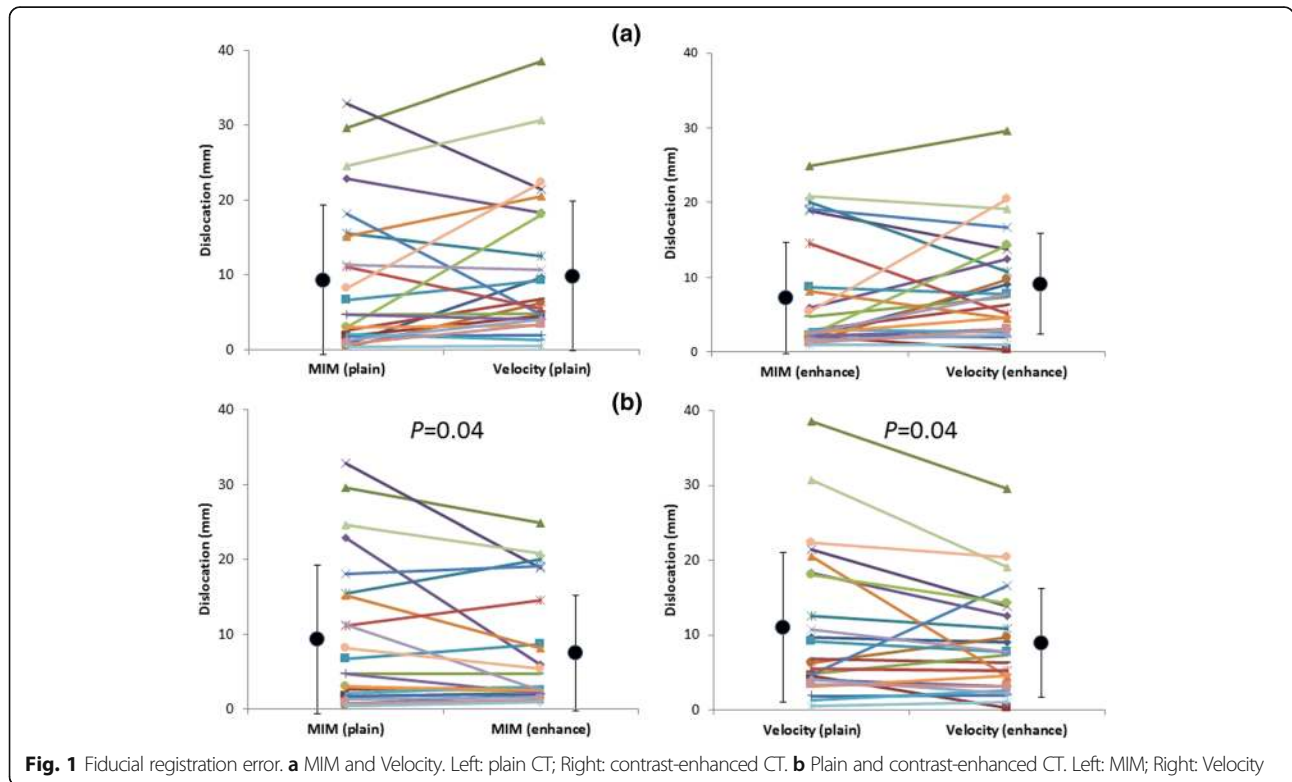 (a)
40
30
20
10
0
Dislocation (mm)
MIM (plain)
Velocity (plain)
40
30
20
10
0
Dislocation (mm)
MIM (enhance)
Velocity (enhance)
(b)
40
30
20
10
0
Dislocation (mm)
P=0.04
MIM (plain)
MIM (enhance)
40
30
20
10
0
Dislocation (mm)
P=0.04
Velocity (plain)
Velocity (enhance)
Fig. 1 Fiducial registration error. a MIM and Velocity. Left: plain CT; Right: contrast-enhanced CT. b Plain and contrast-enhanced CT. Left: MIM; Right: Velocity